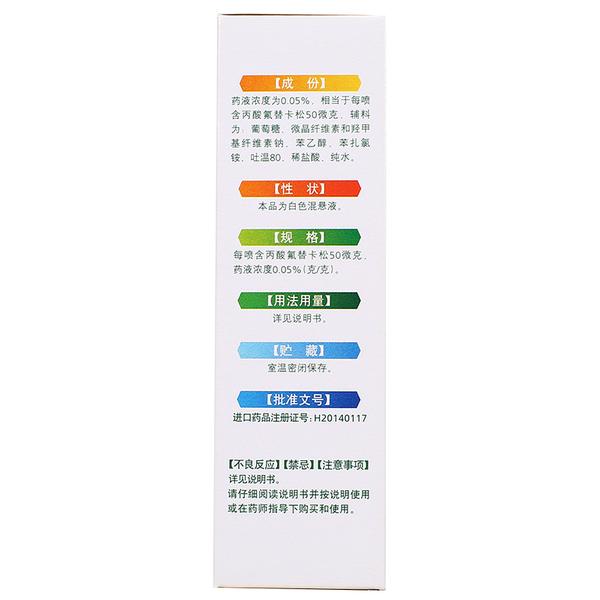 【成 份】
药液浓度为0.05%，相当于每喷
含丙酸氟替卡松50微克，辅料
为：葡萄糖、微晶纤维素和羟甲
基纤维素钠、苯乙醇、苯扎氯
铵、吐温80、稀盐酸、纯水。
【性 状】
本品为白色混悬液。
【规 格】
每喷含丙酸氟替卡松50微克，
药液浓度0.05%(克/克)。
【用法用量】
详见说明书。
【贮 藏】
室温密闭保存。
【批准文号】
进口药品注册证号：H20140117
【不良反应】【禁忌】【注意事项】
详见说明书。
请仔细阅读说明书并按说明使用
或在药师指导下购买和使用。